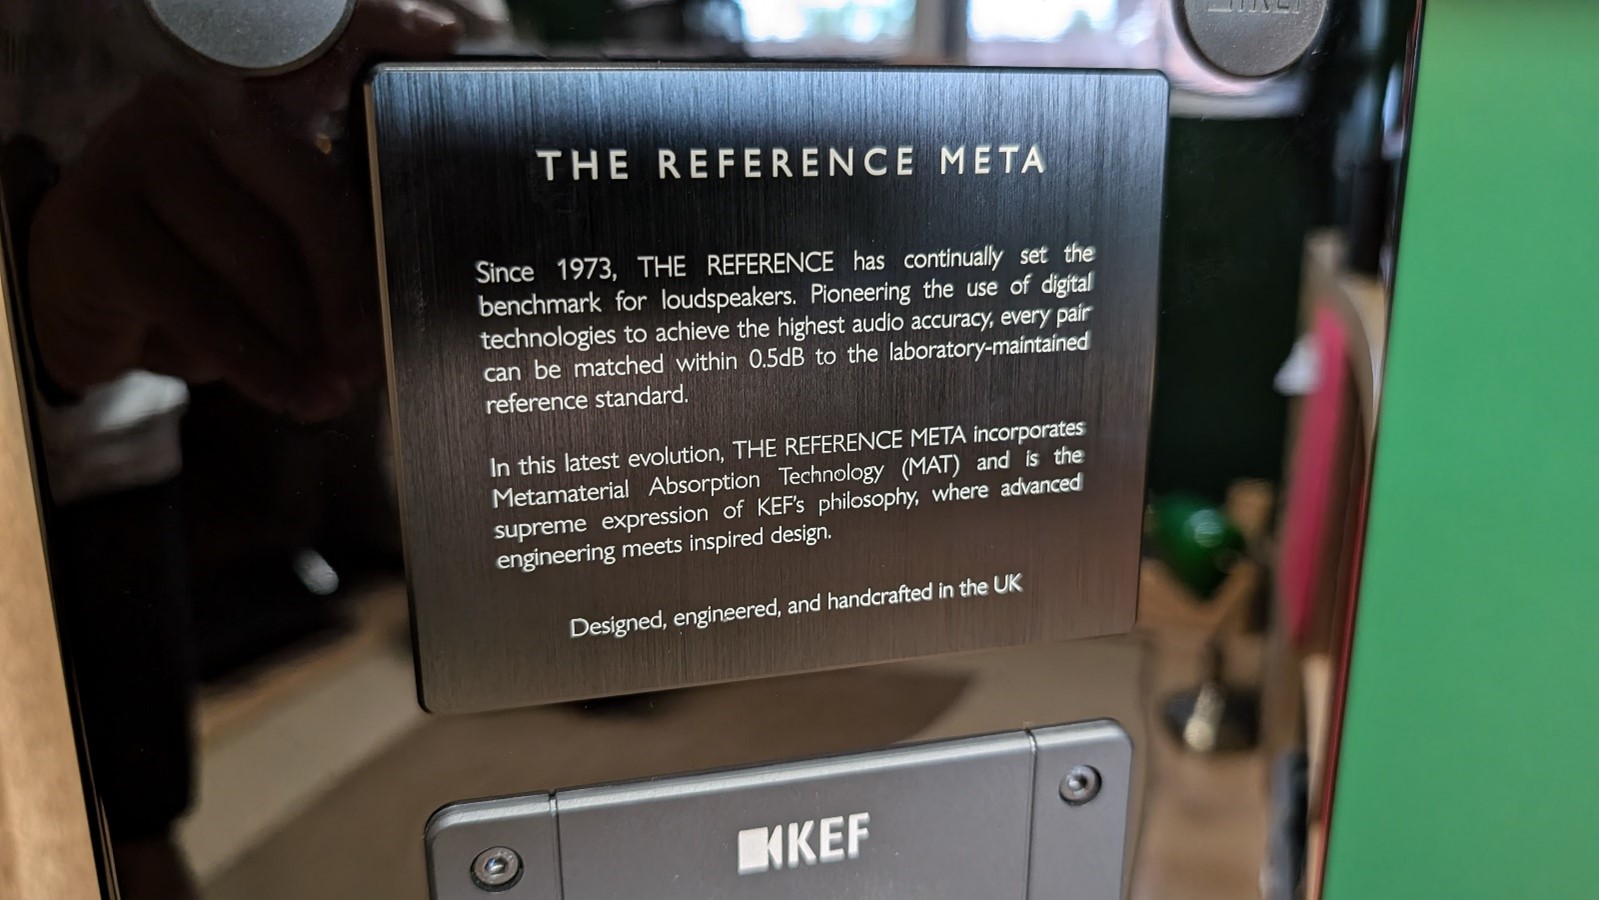 KEF
THE REFERENCE META
Since 1973, THE REFERENCE has continually set the
benchmark for loudspeakers. Pioneering the use of digital
technologies to achieve the highest audio accuracy, every pair
can be matched within 0.5dB to the laboratory-maintained
reference standard.
In this latest evolution, THE REFERENCE META incorporates
Metamaterial Absorption Technology (MAT) and is the
supreme expression of KEF's philosophy, where advanced
engineering meets inspired design.
Designed, engineered, and handcrafted in the UK
KEF